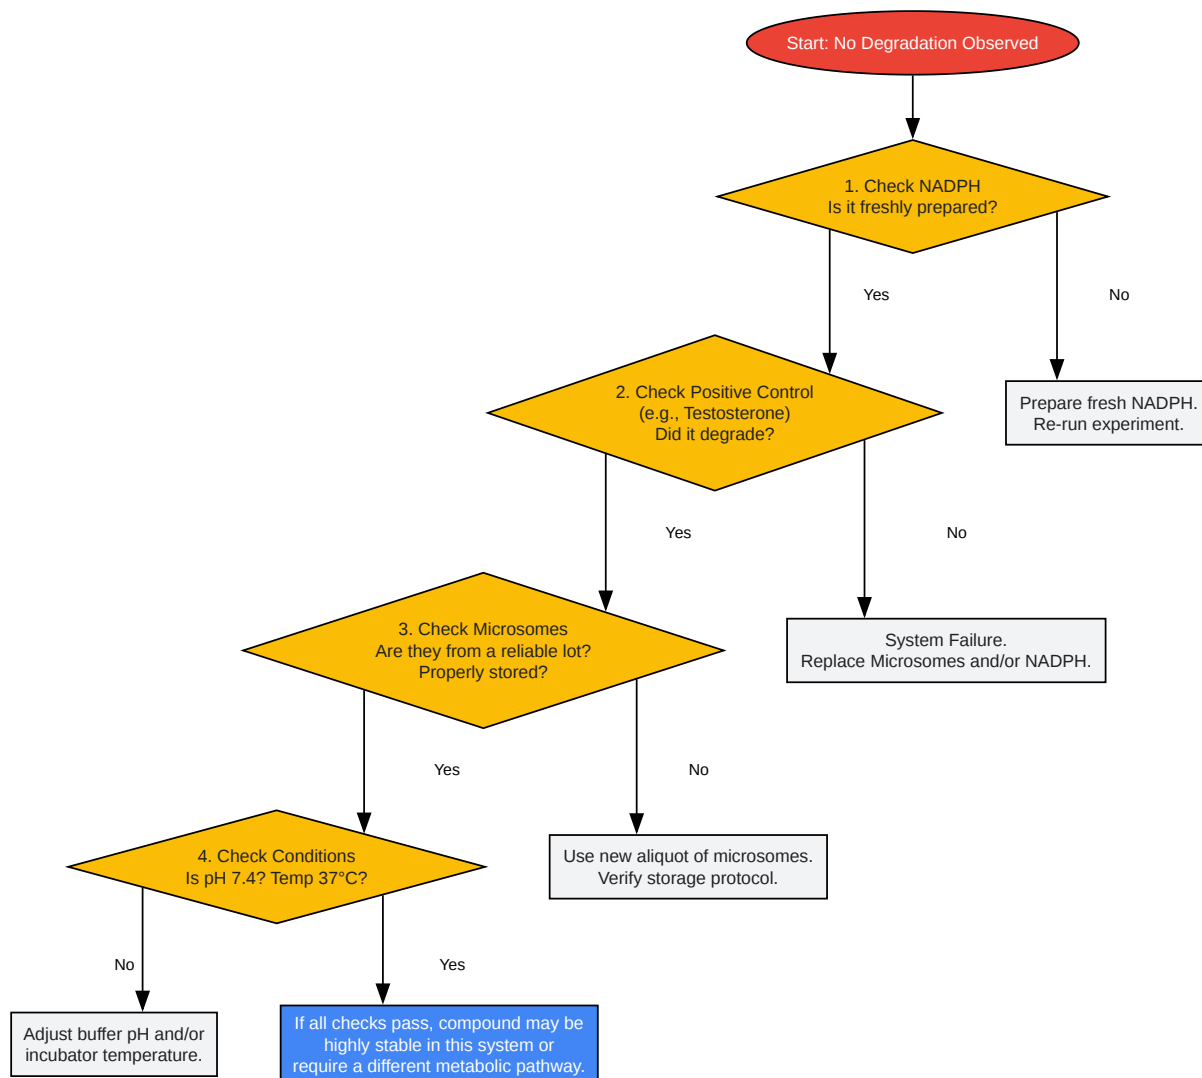 Start: No Degradation Observed
1. Check NADPH
Is it freshly prepared?
Yes
No
2. Check Positive Control
(e.g., Testosterone)
Did it degrade?
Prepare fresh NADPH.
Re-run experiment.
Yes
No
3. Check Microsomes
Are they from a reliable lot?
Properly stored?
System Failure.
Replace Microsomes and/or NADPH.
Yes
No
4. Check Conditions
Is pH 7.4? Temp 37°C?
Use new aliquot of microsomes.
Verify storage protocol.
No
Yes
Adjust buffer pH and/or
incubator temperature.
If all checks pass, compound may be
highly stable in this system or
require a different metabolic pathway.